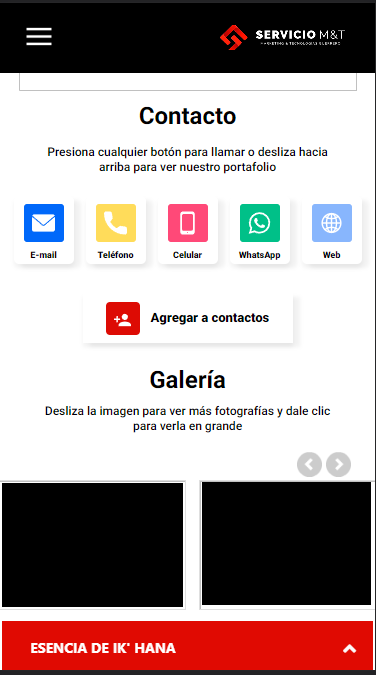 SERVICIO M&T
Contacto
Presiona cualquier botón para llamar o desliza hacia
arriba para ver nuestro portafolio
E-mail
Teléfono
Celular
WhatsApp
Web
Agregar a contactos
Galería
Desliza la imagen para ver más fotografías y dale clic
para verla en grande
ESENCIA DE IK' HANA